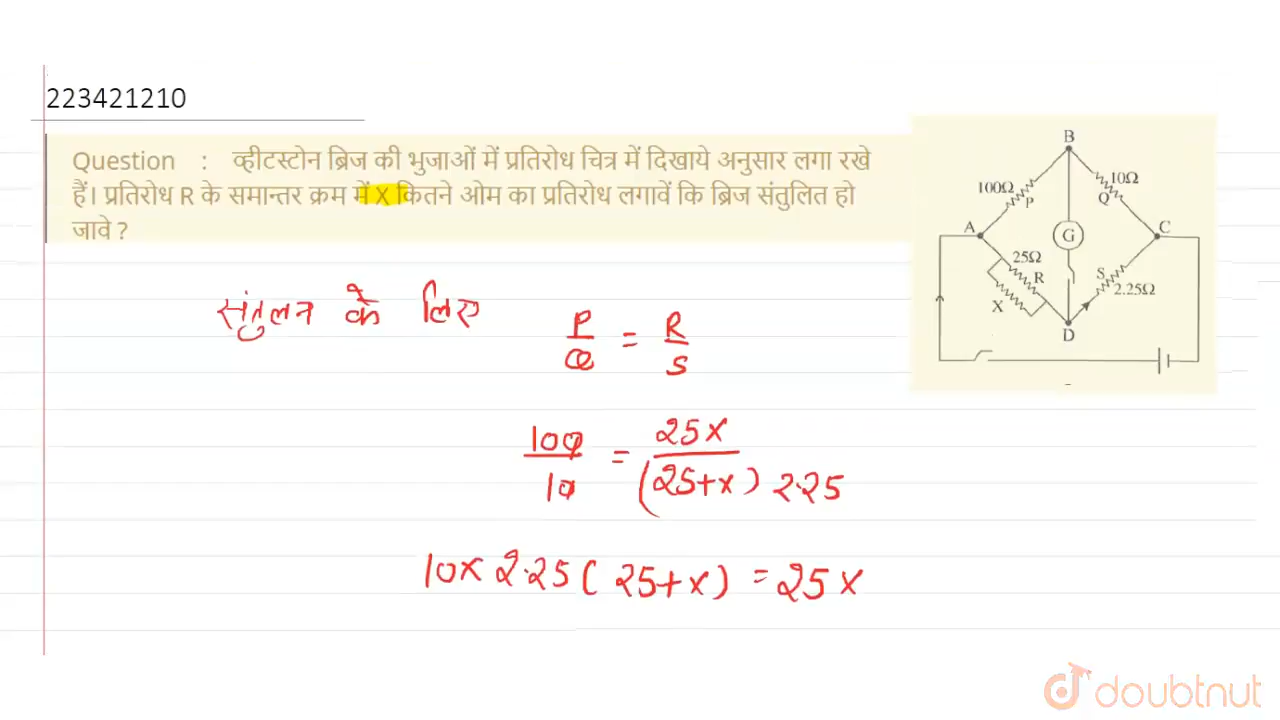 223421210
Question : व्हीटस्टोन ब्रिज की भुजाओं में प्रतिरोध चित्र में दिखाये अनुसार लगा रखे
हैं। प्रतिरोध R के समान्तर क्रम में X कितने ओम का प्रतिरोध लगावें कि ब्रिज संतुलित हो
जावे ?
B
100Ω 10Ω
P Q
A G C
25Ω
R S
X 2.25Ω
D
संतुलन के लिए
P/Q = R/S
100/10 = 25x/(25+x) 2.25
10x 2.25 (25+x) = 25x
doubtnut